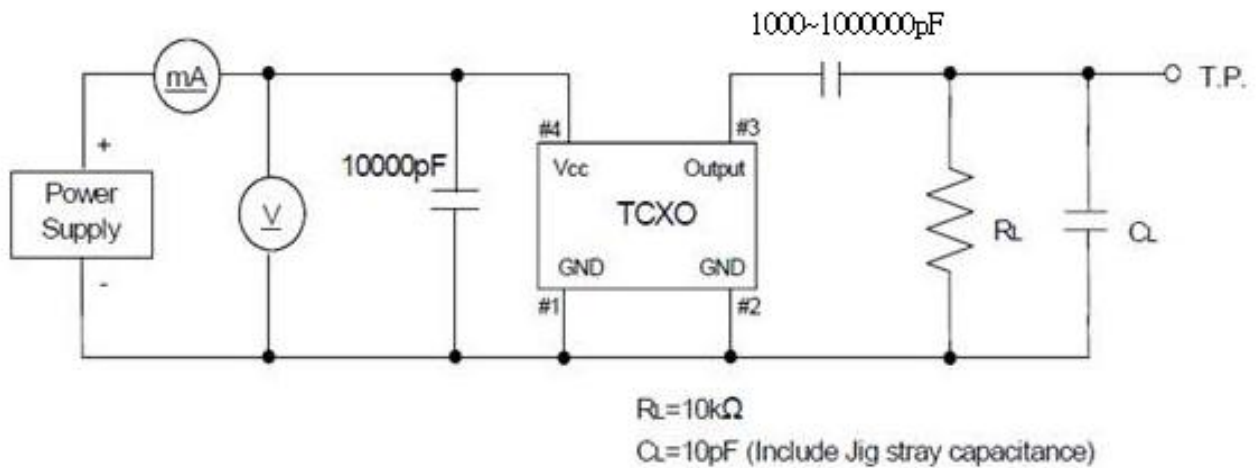 1000~1000000pF
mA
T.P.
+
#4
#3
10000pF
Vcc
Output
Power
Supply
V
TCXO
RL
CL
GND
GND
-
#1
#2
RL=10kΩ
CL=10pF (Include Jig stray capacitance)